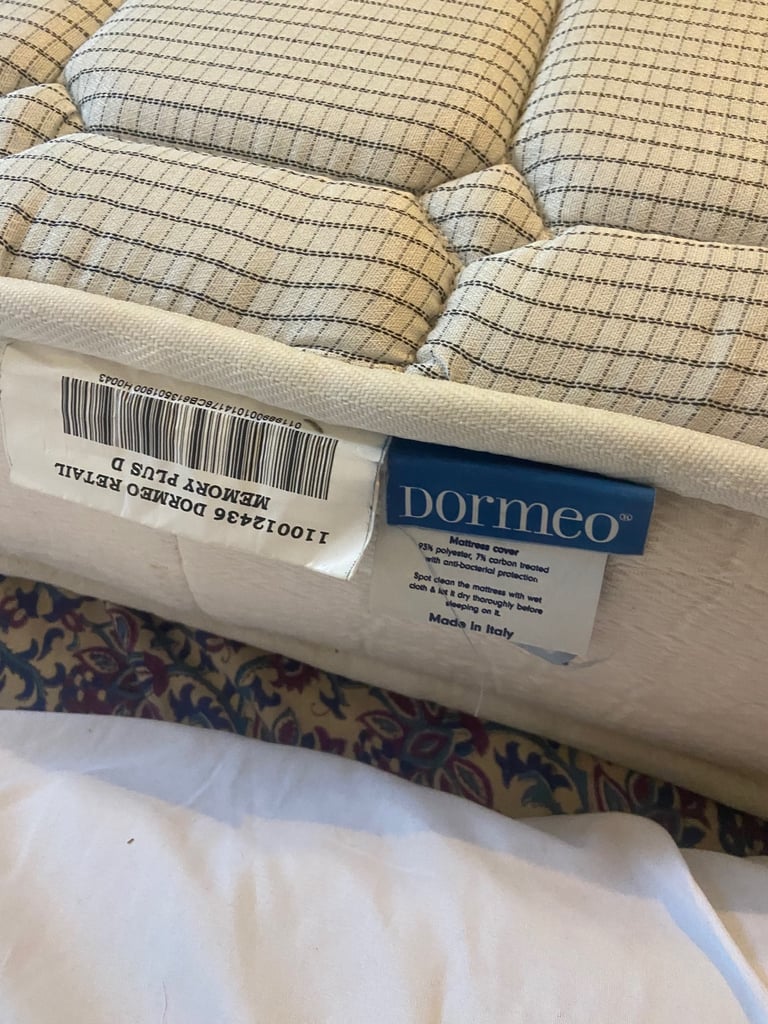 110012436 DORMEO RETAIL
MEMORY PLUS D
DORMEO®
Mattress cover
93% polyester, 7% carbon treated
with anti-bacterial protection
Spot clean the mattress with wet
cloth & let it dry thoroughly before
sleeping on it.
Made in Italy